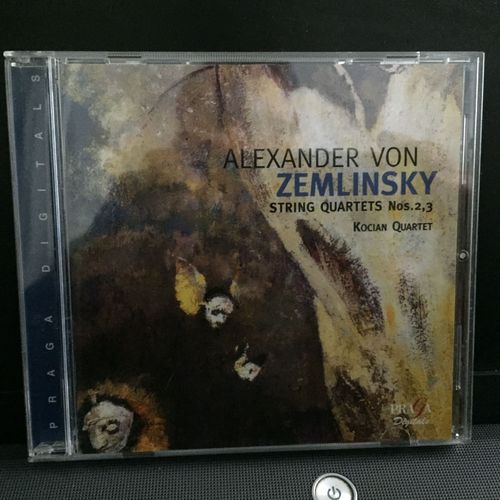 PRAGA DIGITALS
ALEXANDER VON
ZEMLINSKY
STRING QUARTETS Nos.2,3
KOCIAN QUARTET
PRAGA
Digitals